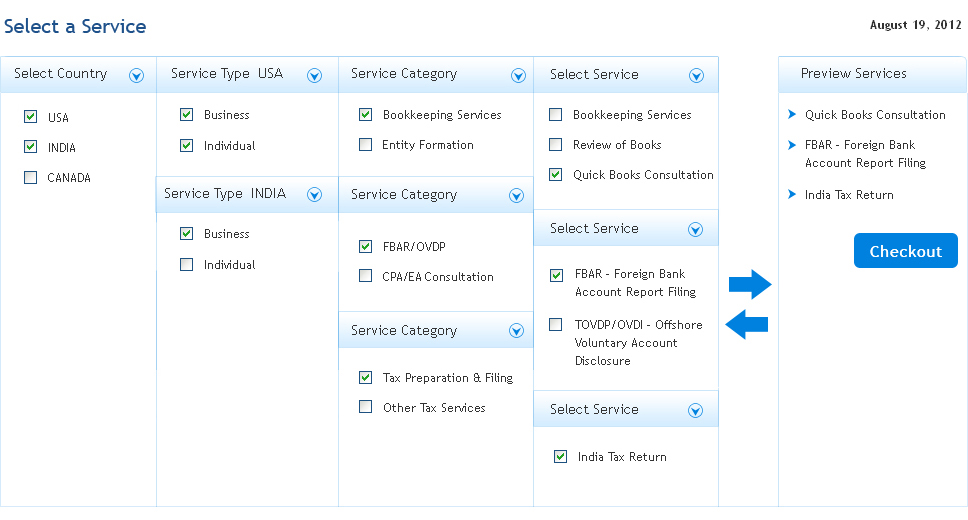 Select a Service
August 19, 2012
Select Country
USA
INDIA
CANADA
Service Type USA
Business
Individual
Service Type INDIA
Business
Individual
Service Category
Bookkeeping Services
Entity Formation
Service Category
FBAR/OVDP
CPA/EA Consultation
Service Category
Tax Preparation & Filing
Other Tax Services
Select Service
Bookkeeping Services
Review of Books
Quick Books Consultation
Select Service
FBAR - Foreign Bank
Account Report Filing
TOVDP/OVDI - Offshore
Voluntary Account
Disclosure
Select Service
India Tax Return
Preview Services
Quick Books Consultation
FBAR - Foreign Bank
Account Report Filing
India Tax Return
Checkout